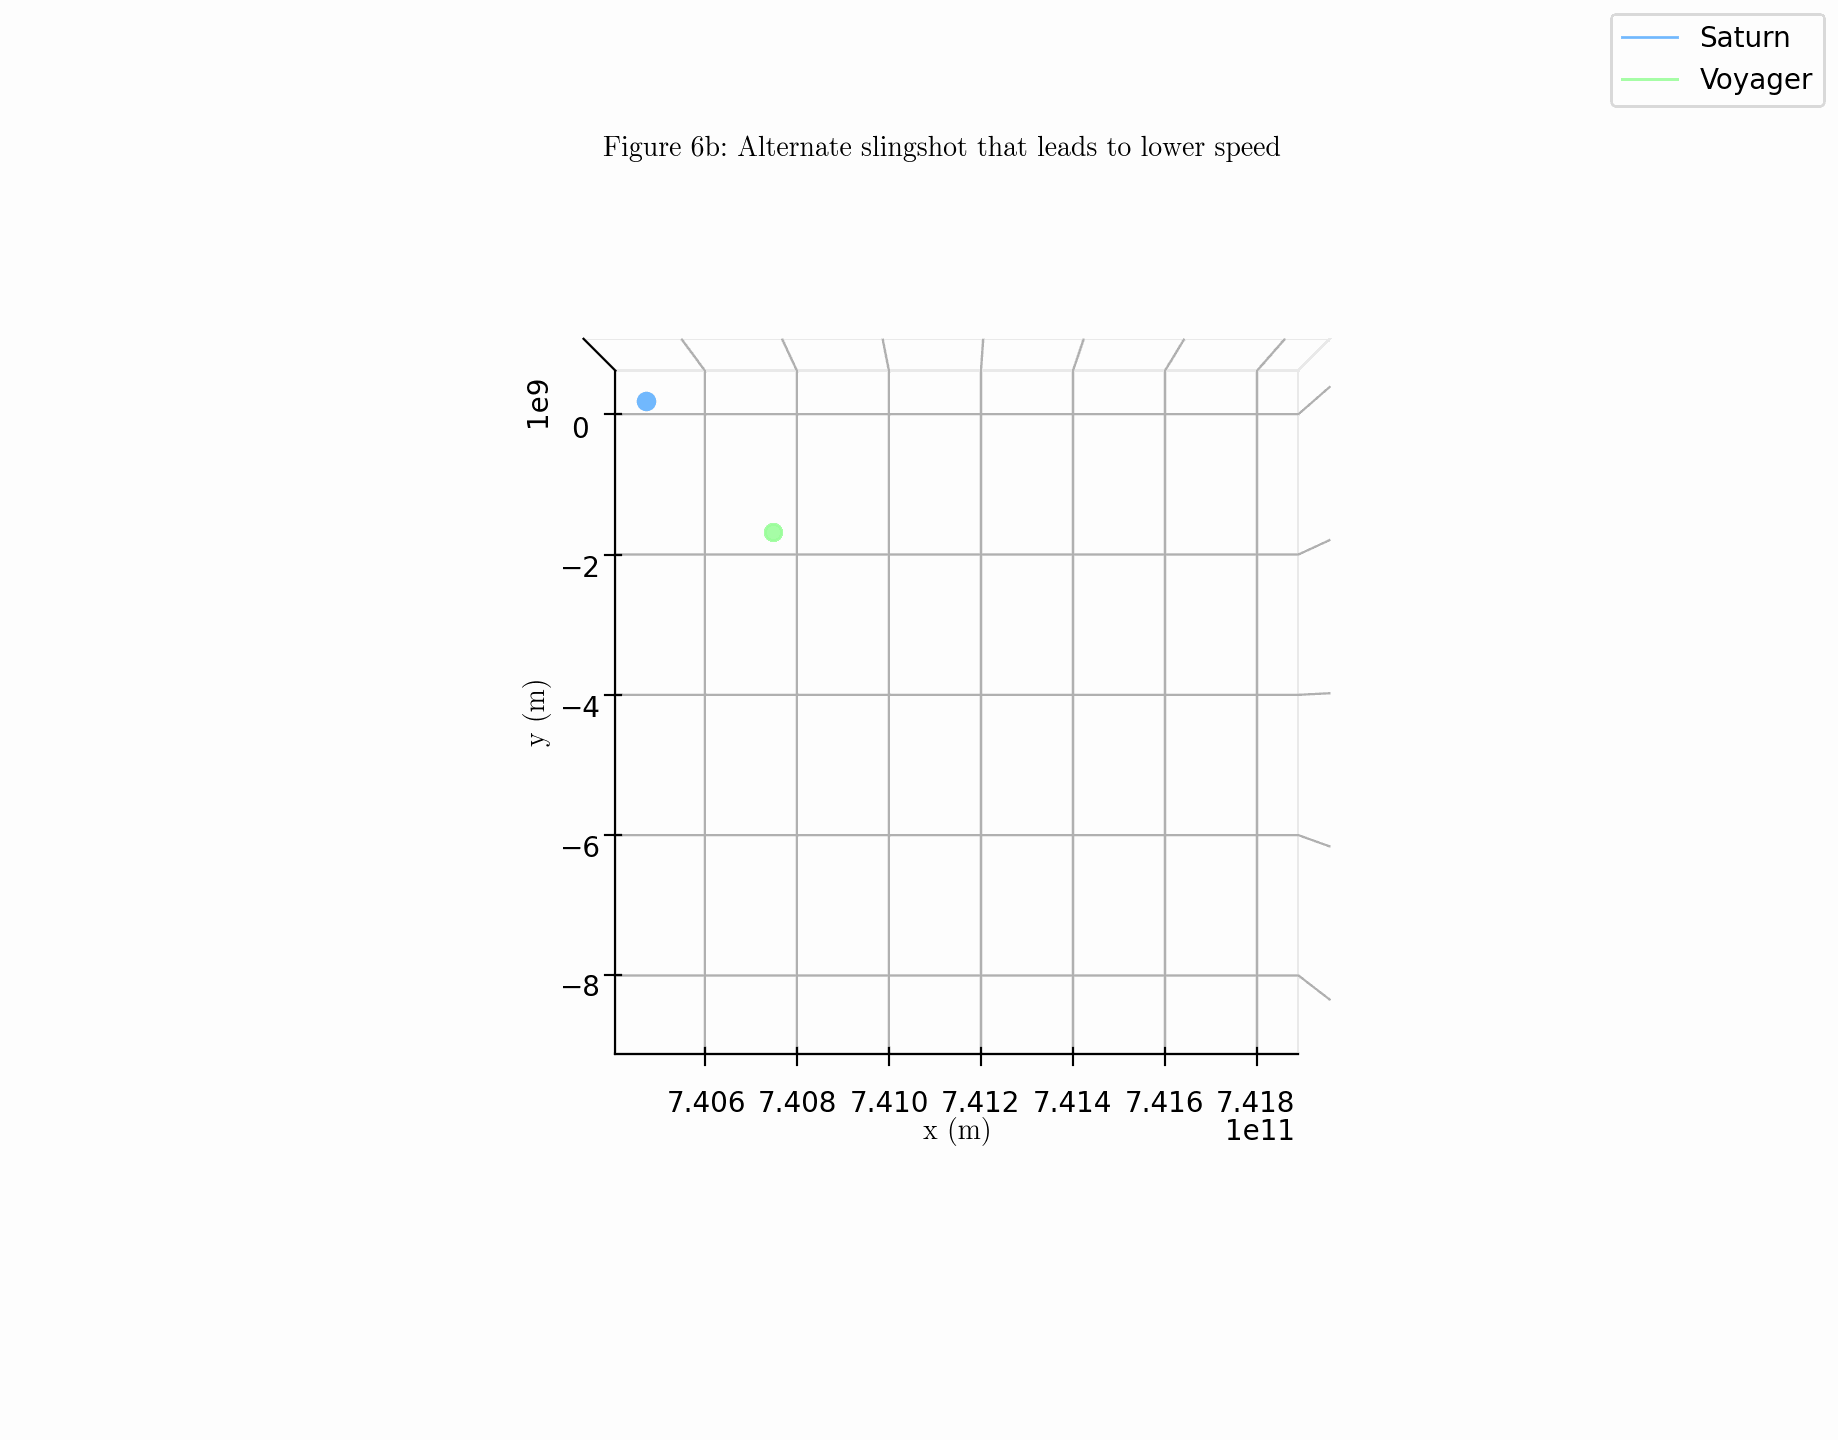 Saturn
Voyager
Figure 6b: Alternate slingshot that leads to lower speed
1e9
0
−2
y (m)
−4
−6
−8
7.406 7.408 7.410 7.412 7.414 7.416 7.418
x (m)
1e11